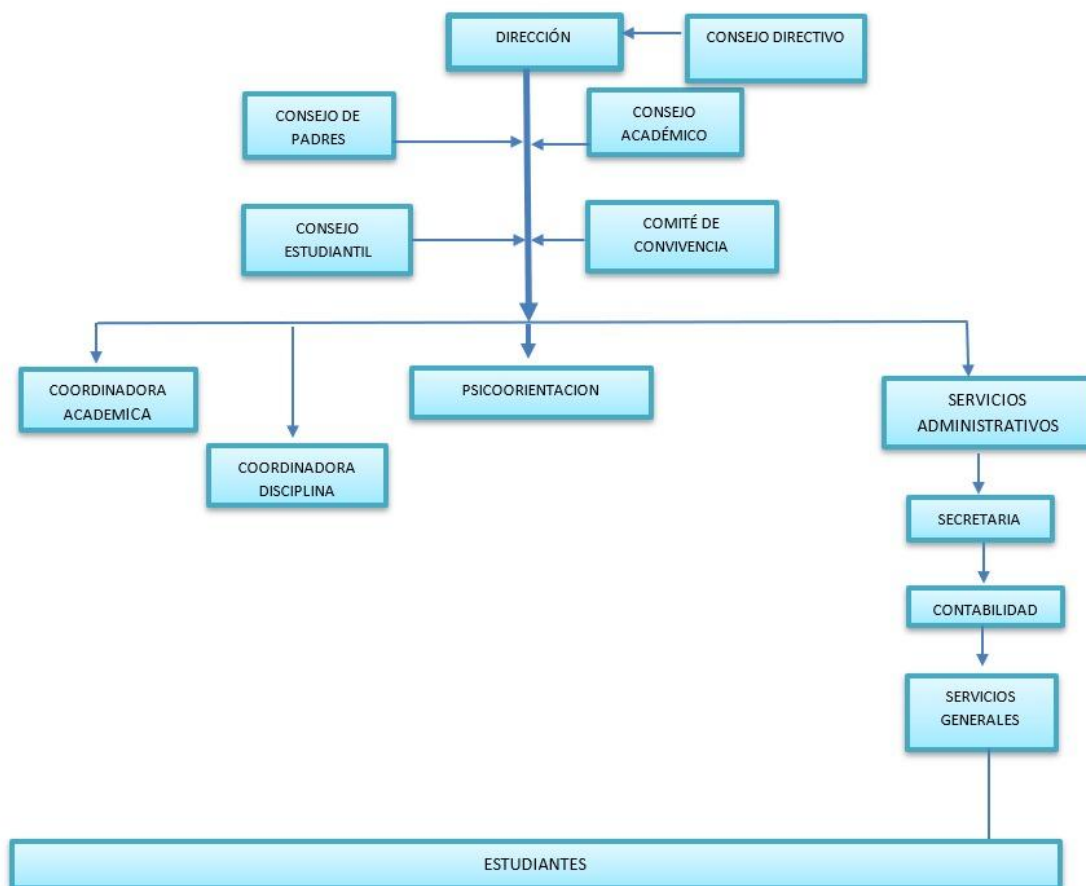 DIRECCIÓN
CONSEJO DIRECTIVO
CONSEJO DE
PADRES
CONSEJO
ACADÉMICO
CONSEJO
ESTUDIANTIL
COMITÉ DE
CONVIVENCIA
COORDINADORA
ACADEMICA
COORDINADORA
DISCIPLINA
PSICOORIENTACION
SERVICIOS
ADMINISTRATIVOS
SECRETARIA
CONTABILIDAD
SERVICIOS
GENERALES
ESTUDIANTES